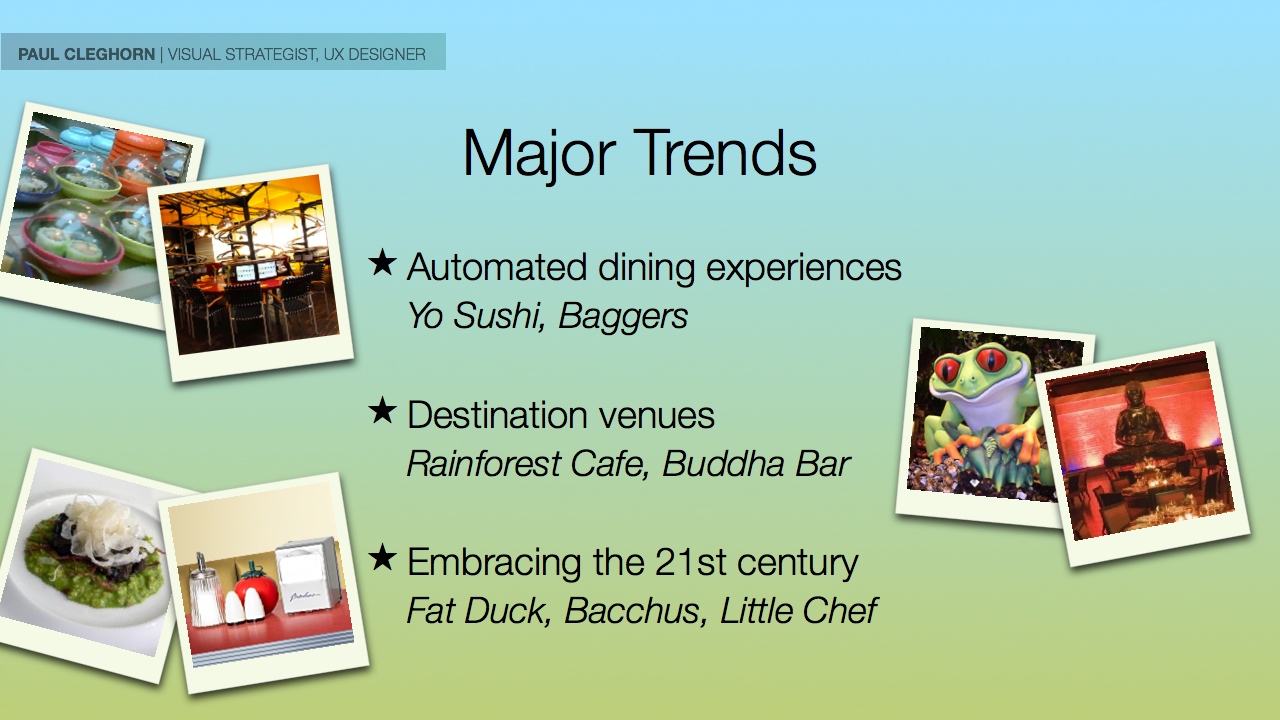 PAUL CLEGHORN | VISUAL STRATEGIST, UX DESIGNER
Major Trends
★ Automated dining experiences
Yo Sushi, Baggers
★ Destination venues
Rainforest Cafe, Buddha Bar
★ Embracing the 21st century
Fat Duck, Bacchus, Little Chef